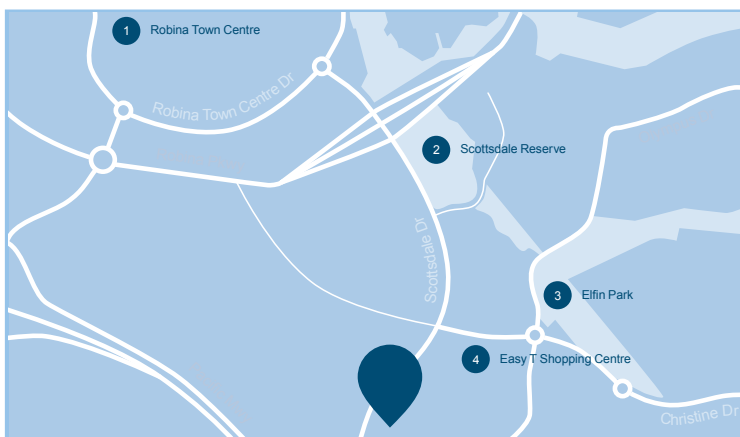 1 Robina Town Centre
Robina Town Centre Dr
2 Scottsdale Reserve
Scottsdale Dr
3 Elfin Park
4 Easy T Shopping Centre
Christine Dr